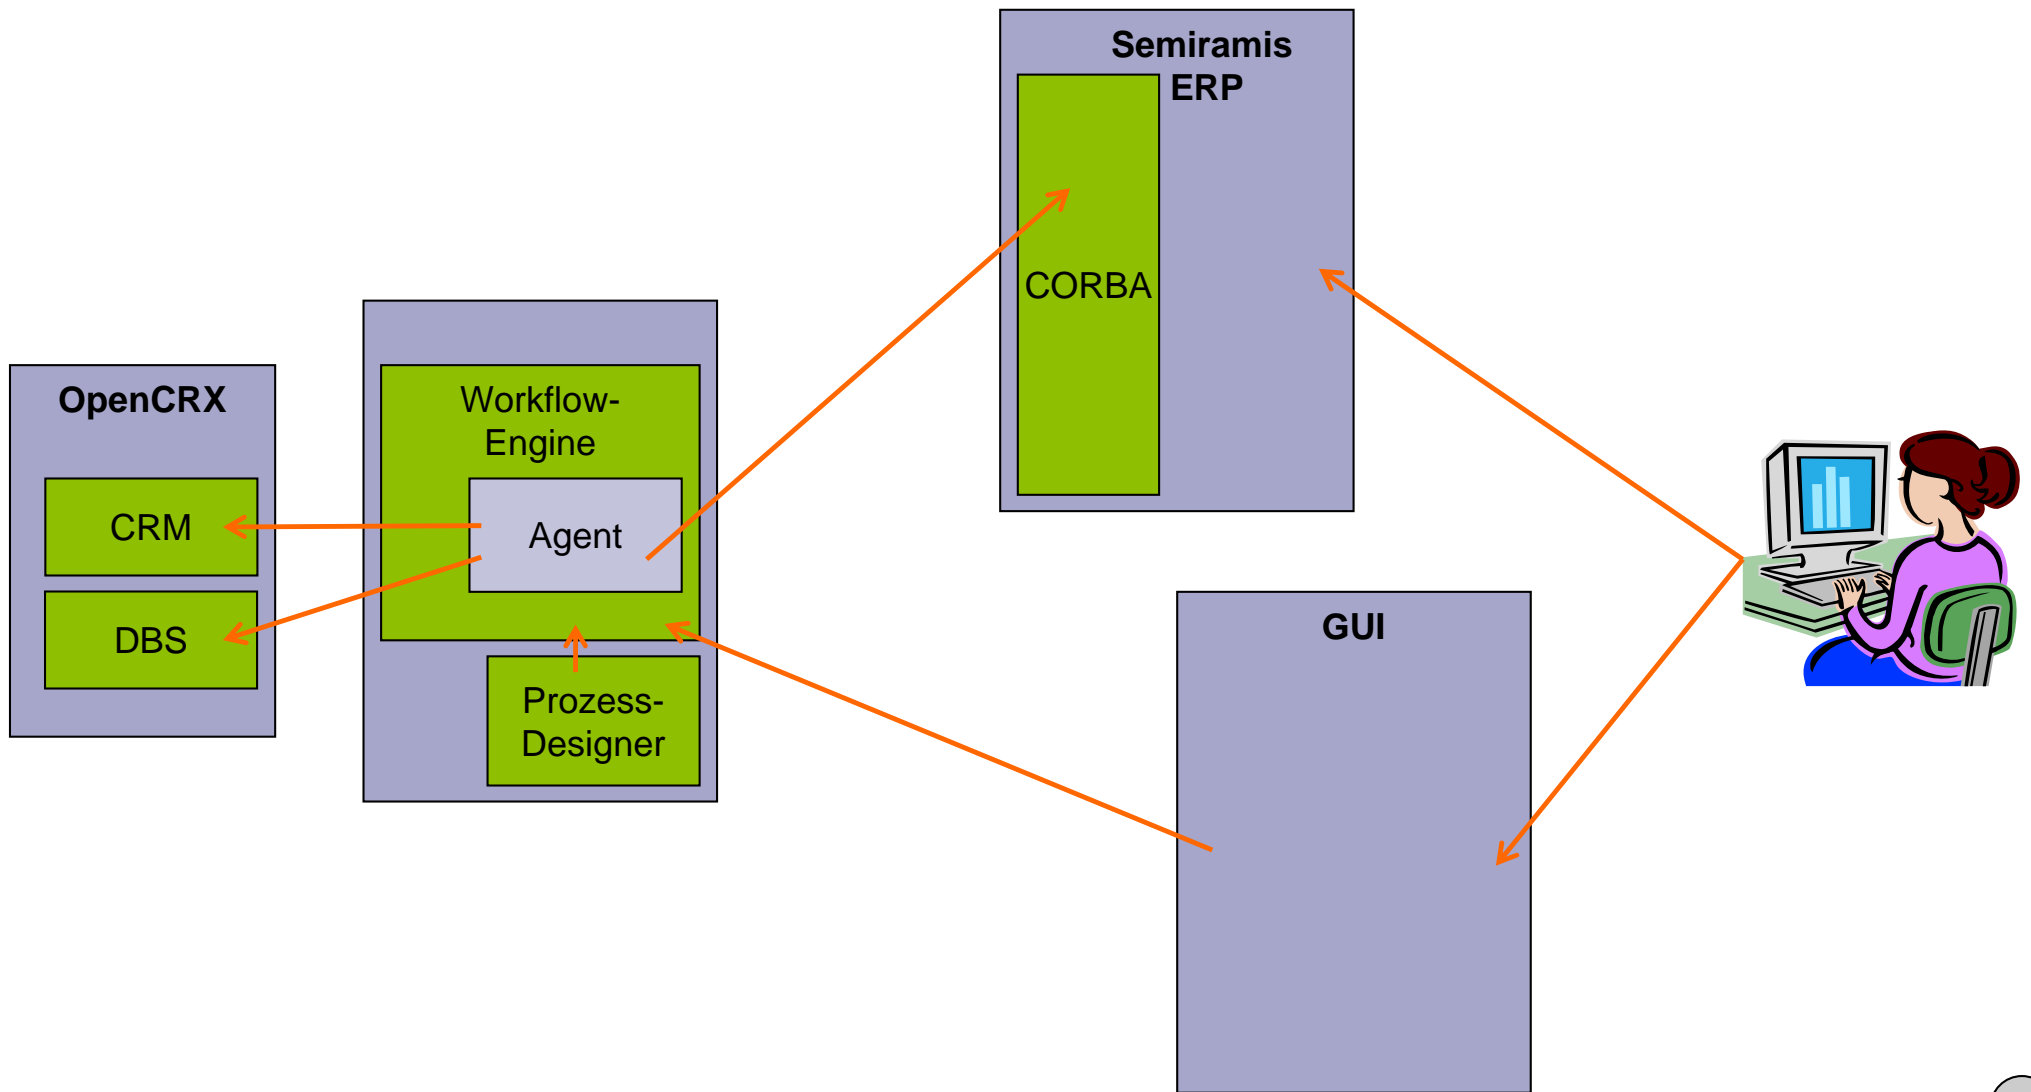 Semiramis
ERP
CORBA
OpenCRX
CRM
DBS
Workflow-
Engine
Agent
Prozess-
Designer
GUI